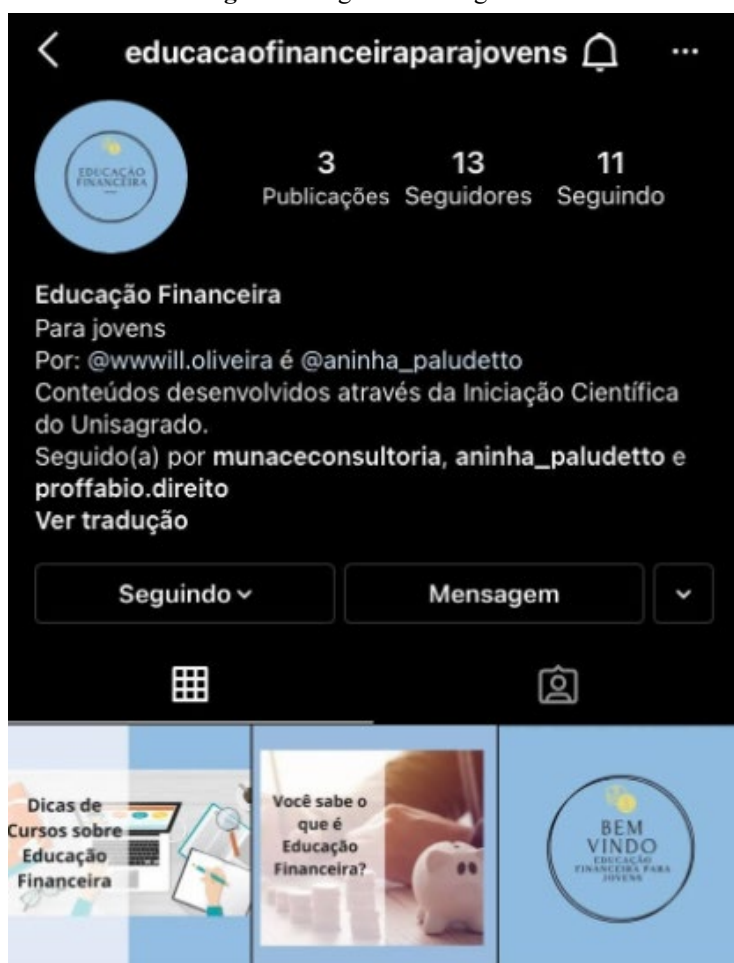 educacaofinanceiraparajovens
EDUCAÇÃO
FINANCEIRA
3 13 11
Publicações Seguidores Seguindo
Educação Financeira
Para jovens
Por: @wwwill.oliveira é @aninha_paludetto
Conteúdos desenvolvidos através da Iniciação Científica
do Unisagrado.
Seguido(a) por munaceconsultoria, aninha_paludetto e
proffabio.direito
Ver tradução
Seguindo
Mensagem
Dicas de
Cursos sobre
Educação
Financeira
Você sabe o
que é
Educação
Financeira?
BEM
VINDO
EDUCAÇÃO
FINANCEIRA PARA
JOVENS